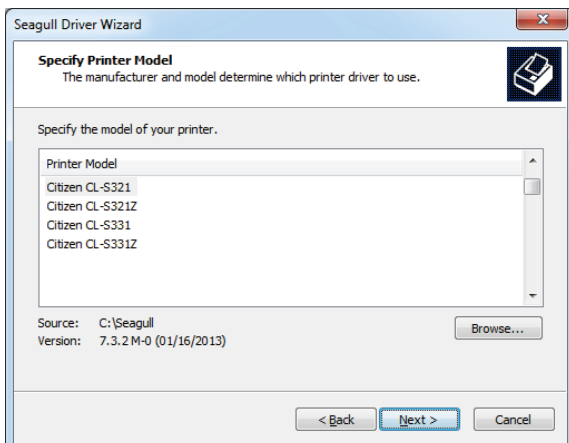 Seagull Driver Wizard
Specify Printer Model
The manufacturer and model determine which printer driver to use.
Specify the model of your printer.
Printer Model
Citizen CL-S321
Citizen CL-S321Z
Citizen CL-S331
Citizen CL-S331Z
Source: C:\Seagull
Browse...
Version: 7.3.2 M-0 (01/16/2013)
< Back Next > Cancel